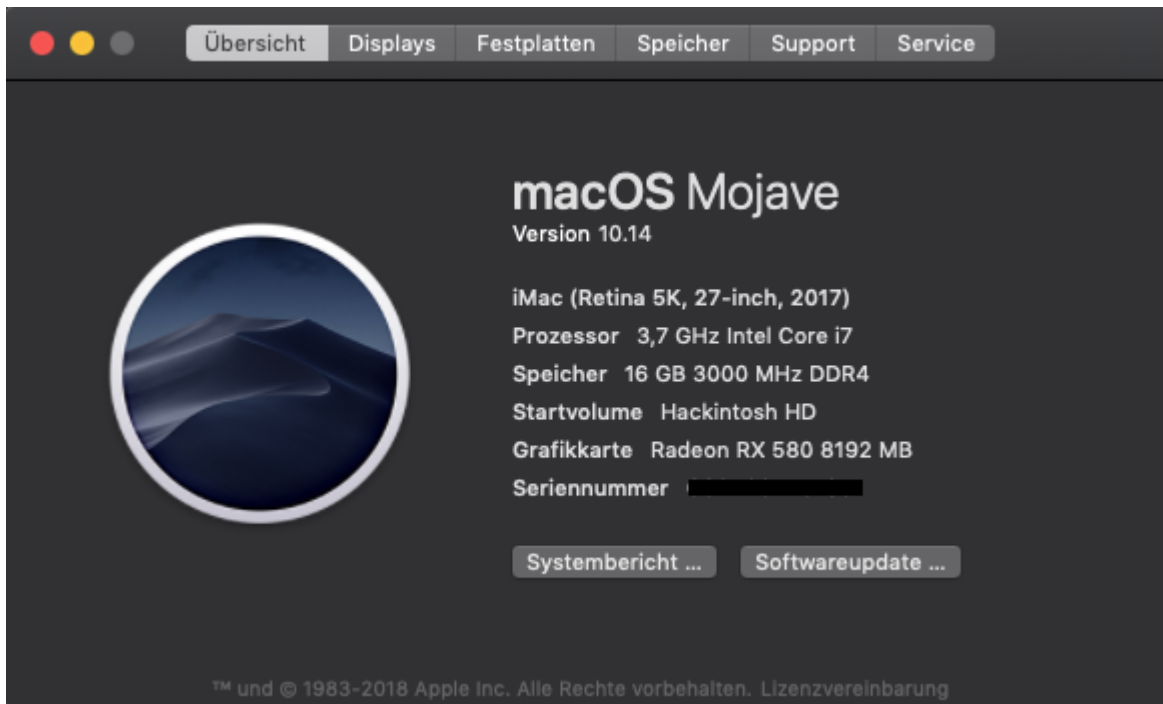 Übersicht Displays Festplatten Speicher Support Service
macOS Mojave
Version 10.14
iMac (Retina 5K, 27-inch, 2017)
Prozessor 3,7 GHz Intel Core i7
Speicher 16 GB 3000 MHz DDR4
Startvolume Hackintosh HD
Grafikkarte Radeon RX 580 8192 MB
Seriennummer
Systembericht ... Softwareupdate ...
™ und © 1983-2018 Apple Inc. Alle Rechte vorbehalten. Lizenzvereinbarung